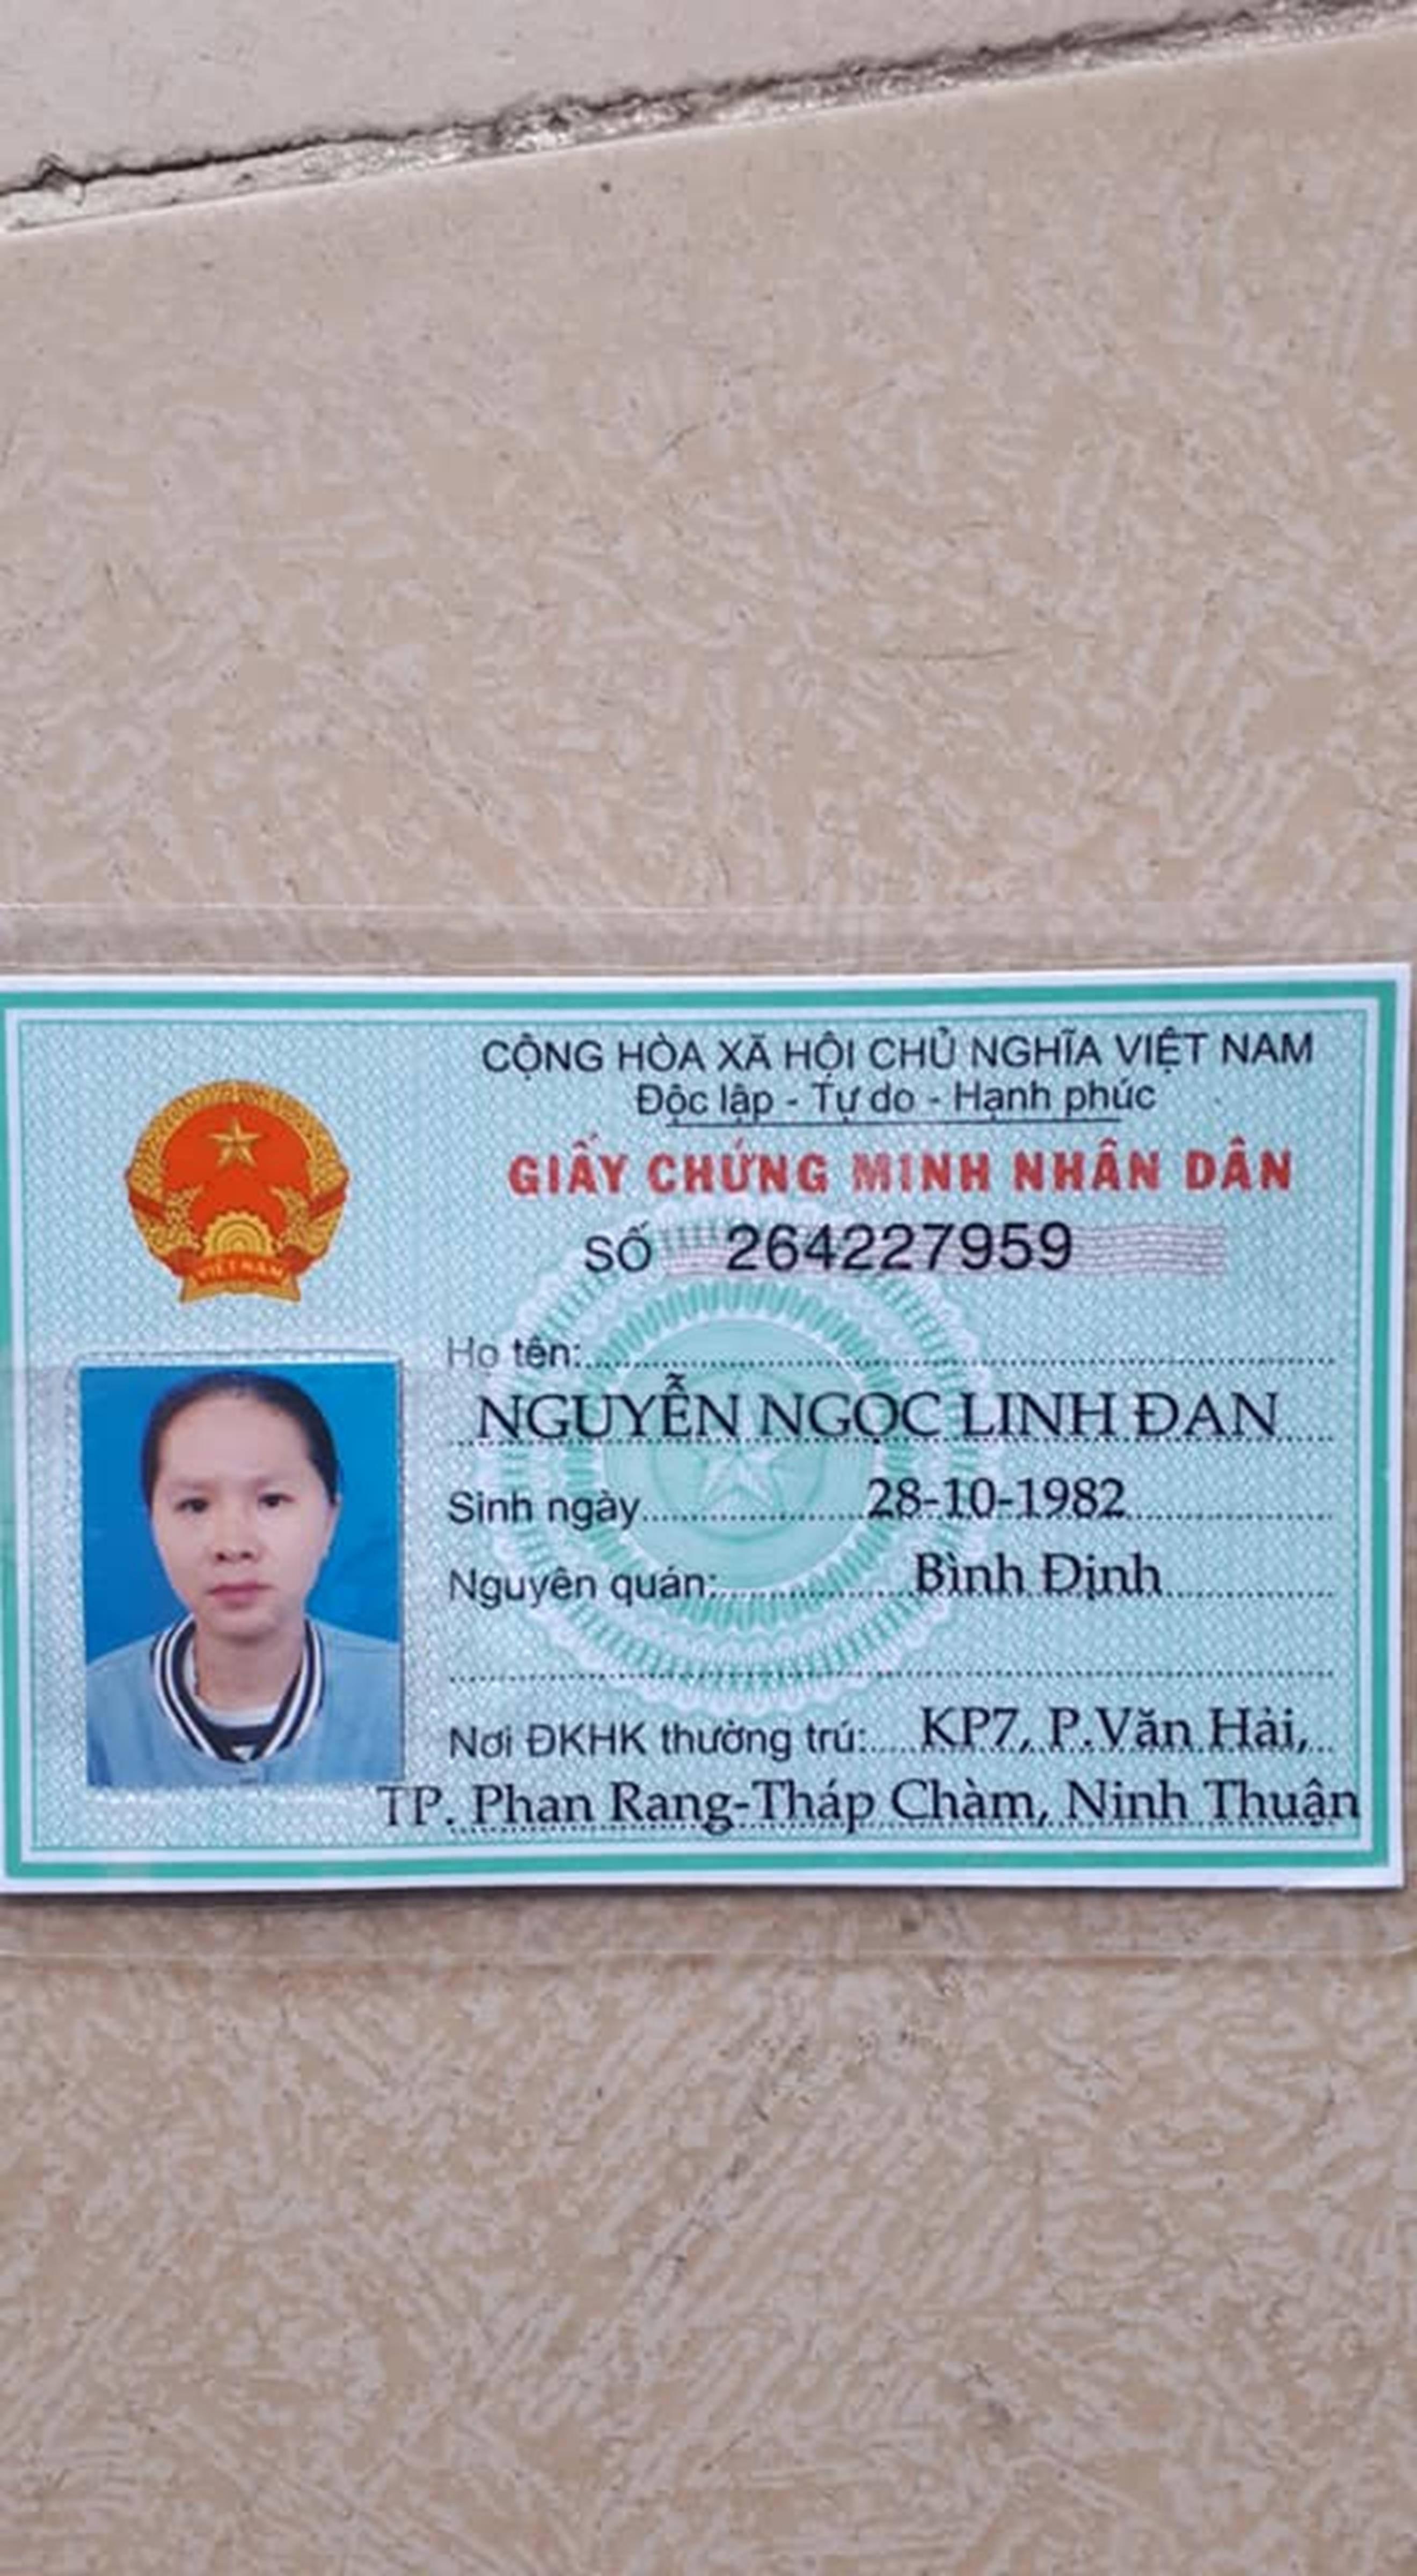 CỘNG HÒA XÃ HỘI CHỦ NGHĨA VIỆT NAM
Độc lập - Tự do - Hạnh phúc
GIẤY CHỨNG MINH NHÂN DÂN
SỐ 264227959
VIỆT NAM
Họ tên:
NGUYỄN NGỌC LINH ĐAN
Sinh ngày 28-10-1982
Nguyên quán: Bình Định
Nơi ĐKHK thường trú: KP7, P.Văn Hải,
TP. Phan Rang-Tháp Chàm, Ninh Thuận